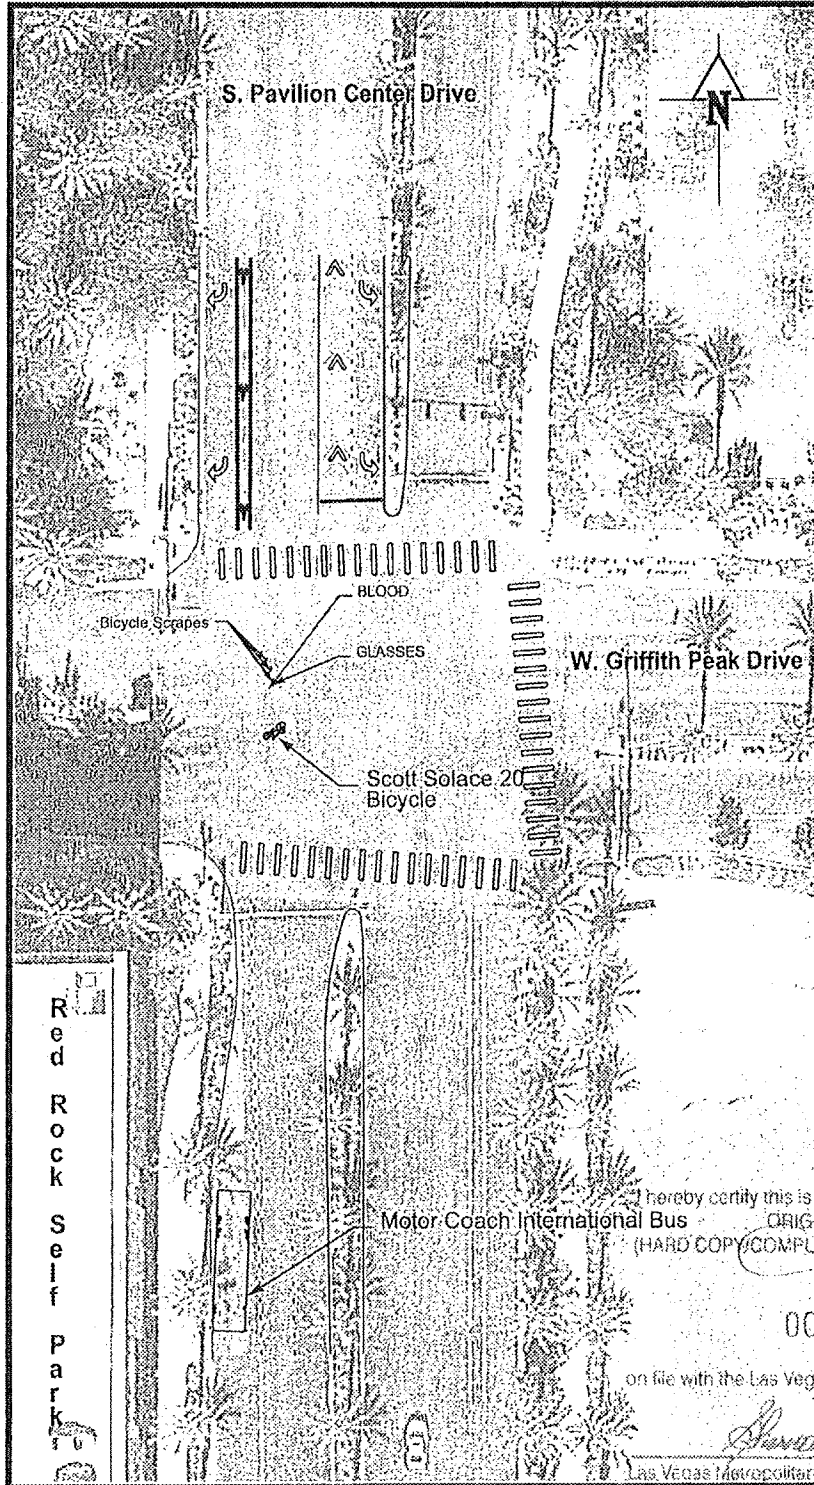 S. Pavilion Center Drive
N
BLOOD
Bicycle Scrapes
GLASSES
W. Griffith Peak Drive
Scott Solace 20
Bicycle
Red Rock Self Park
I hereby certify this is
ORIG
Motor Coach International Bus
(HARD COPY/COMPL
00
on file with the Las Veg
Las Vegas Metropolitan